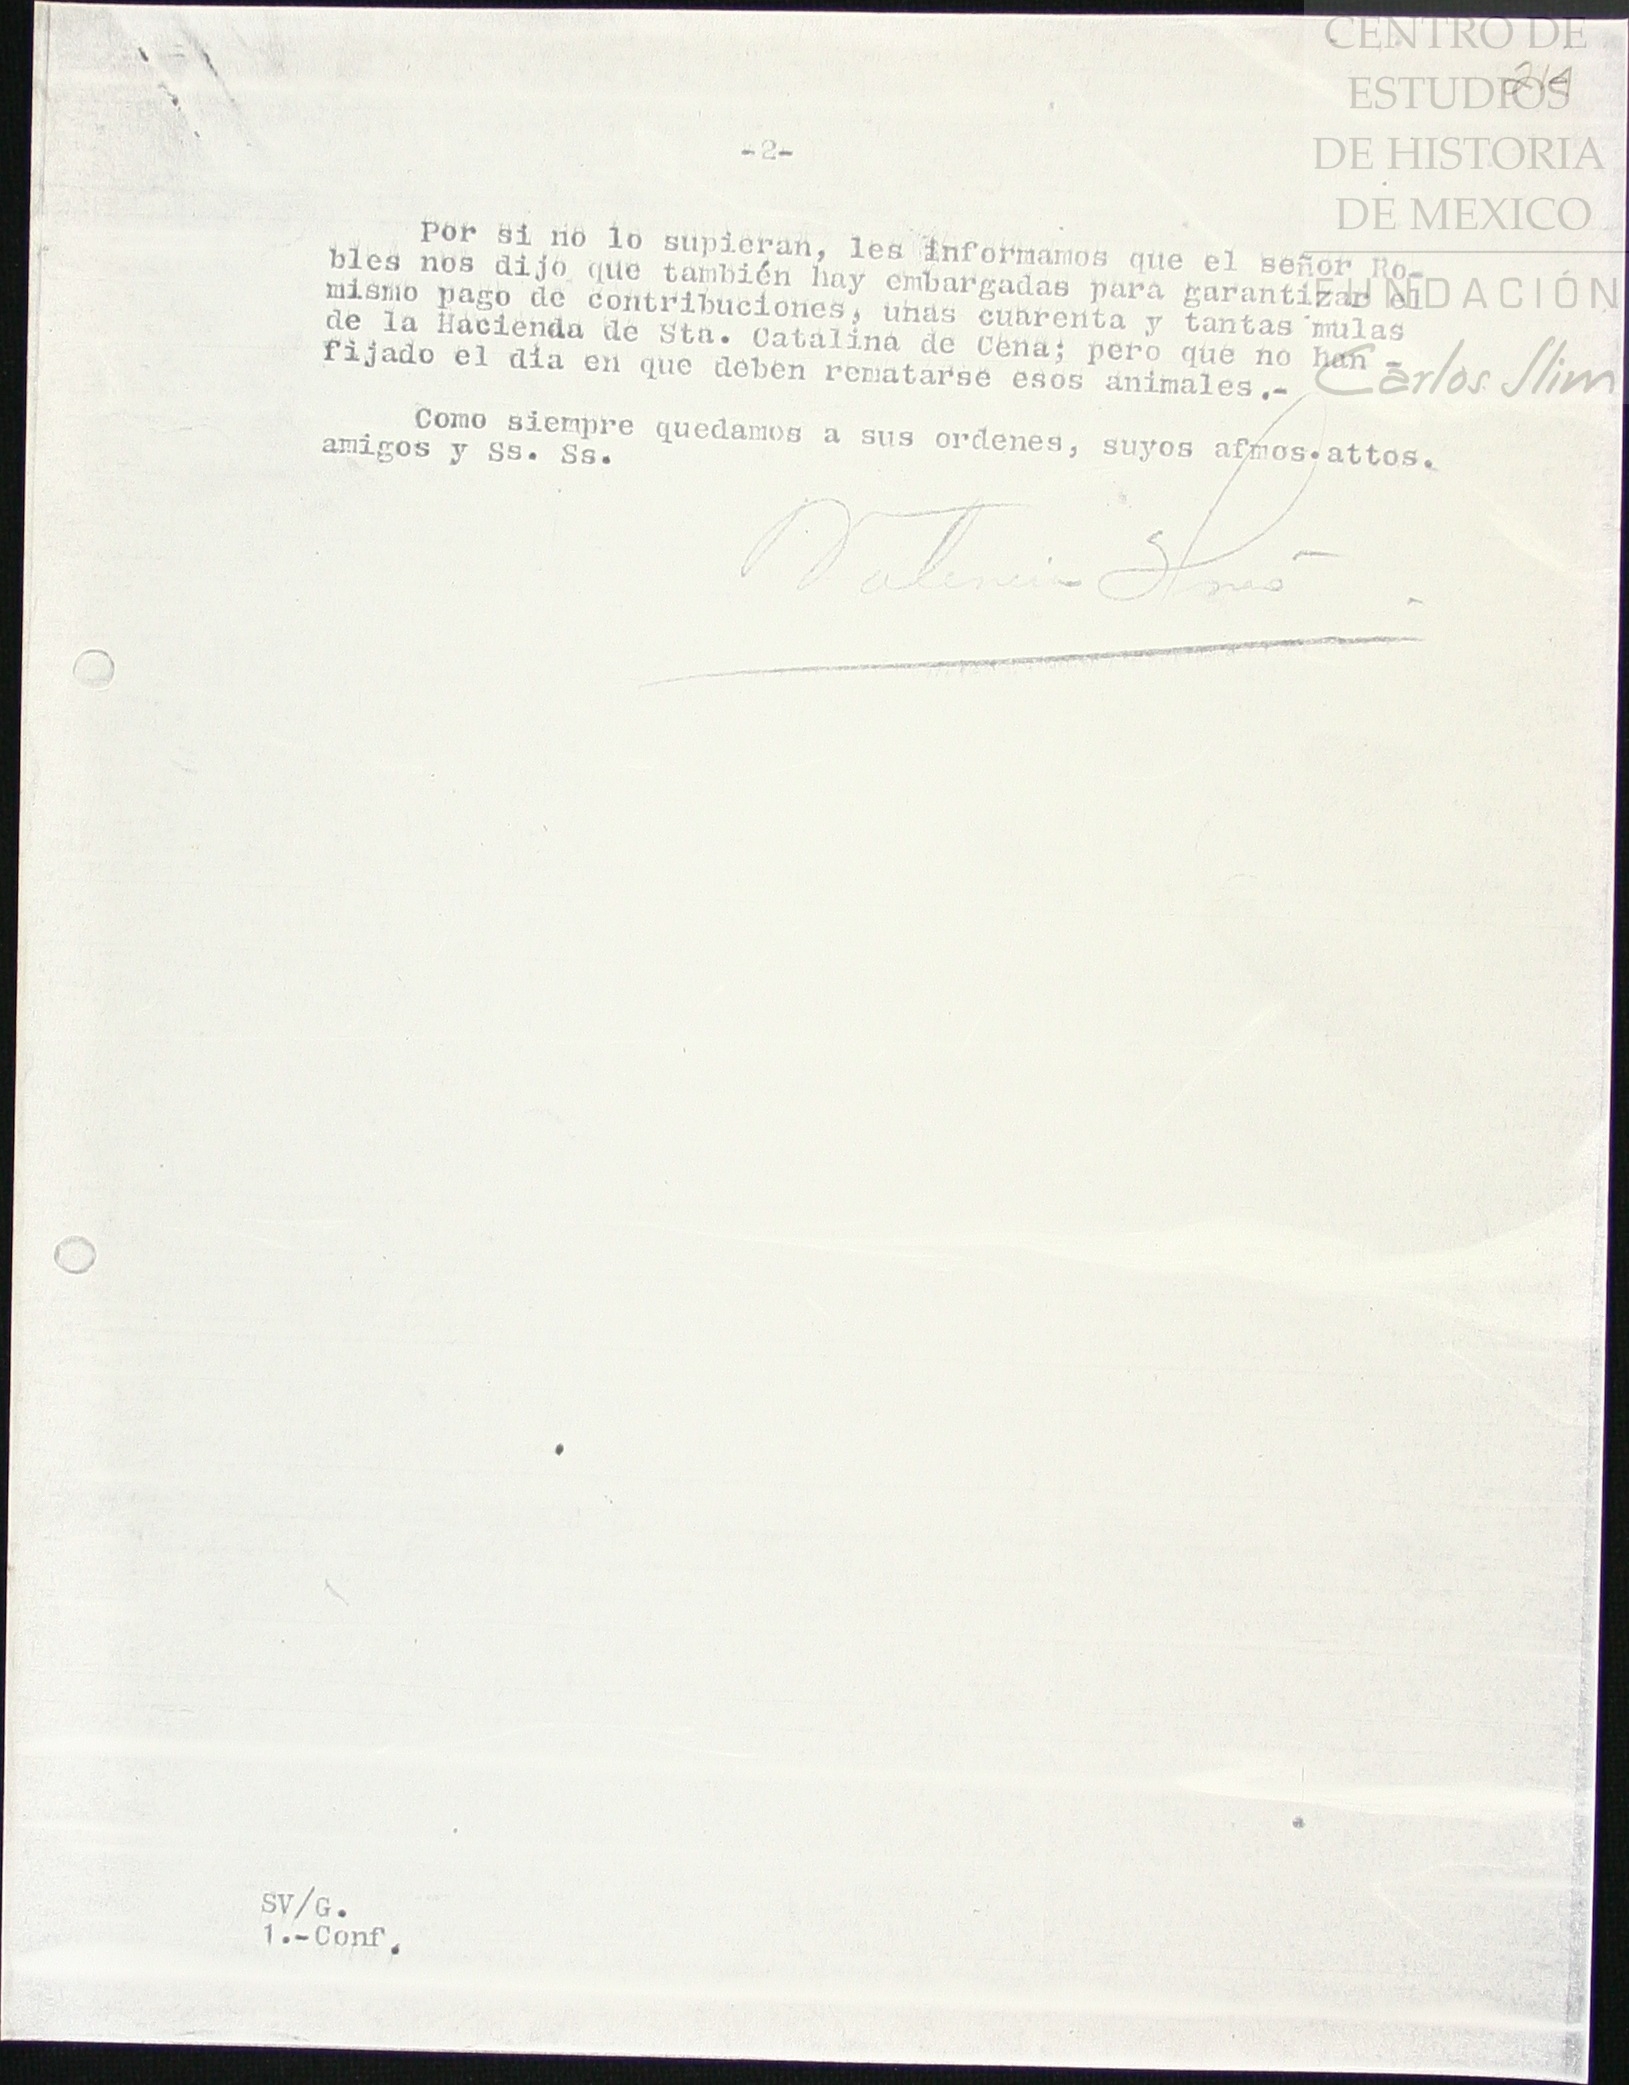 CENTRO DE
ESTUDIOS
DE HISTORIA
DE MEXICO
FUNDACIÓN
Carlos Slim
214
-2-
Por si no lo supieran, les informamos que el señor Ro-
bles nos dijo que también hay embargadas para garantizar el
mismo pago de contribuciones, unas cuarenta y tantas mulas
de la Hacienda de Sta. Catalina de Cena; pero que no han -
fijado el día en que deben rematarse esos animales.-
Como siempre quedamos a sus ordenes, suyos afmos.attos.
amigos y Ss. Ss.
Valencia
SV/G.
1.-Conf.